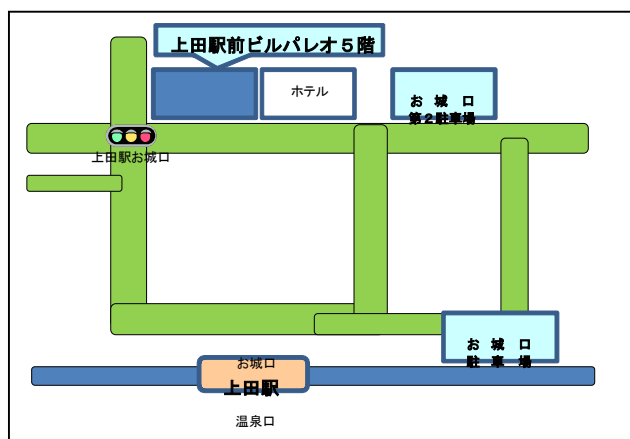 上田駅前ビルパレオ５階
ホテル
お　城　口
第２駐車場
上田駅お城口
お　城　口
駐　車　場
お城口
上田駅
温泉口